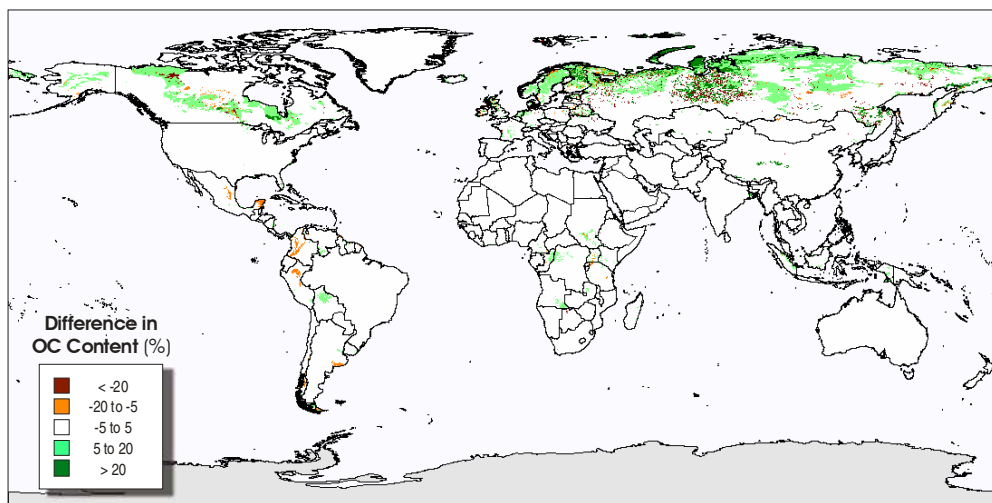 Difference in
OC Content (%)
< -20
-20 to -5
-5 to 5
5 to 20
> 20